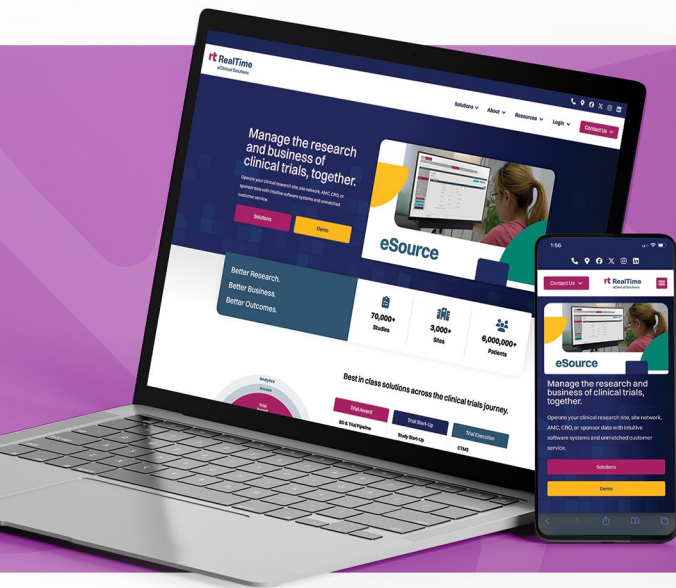 rt RealTime
eClinical Solutions
Solutions
About
Resources
Login
Contact Us
Manage the research
and business of
clinical trials, together.
Operate your clinical research site, site network, AMC, CRO, or
sponsor data with intuitive software systems and unmatched
customer service.
Solutions
Demo
eSource
Better Research.
Better Business.
Better Outcomes.
70,000+
Studies
3,000+
Sites
6,000,000+
Patients
Best in class solutions across the clinical trials journey.
Analytics
Access
Trial Award
Trial Start-Up
Trial Execution
BD & Trial Pipeline
Study Start-Up
CTMS
1:56
Contact Us
rt RealTime
eClinical Solutions
eSource
Manage the research and
business of clinical trials,
together.
Operate your clinical research site, site network,
AMC, CRO, or sponsor data with intuitive
software systems and unmatched customer
service.
Solutions
Demo